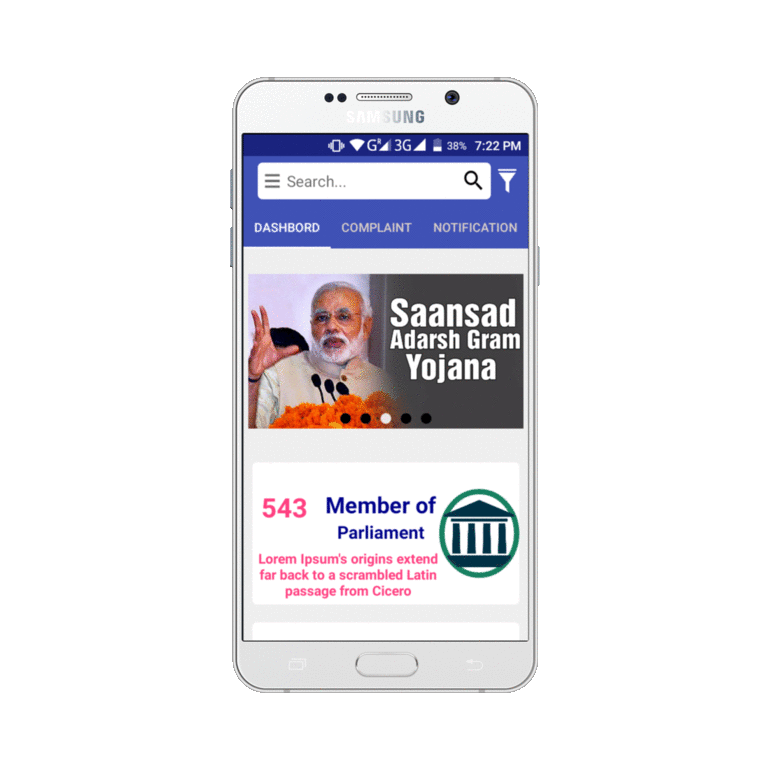 SAMSUNG
G 3G 38% 7:22 PM
Search...
DASHBORD COMPLAINT NOTIFICATION
Saansad
Adarsh Gram
Yojana
543 Member of
Parliament
Lorem Ipsum's origins extend
far back to a scrambled Latin
passage from Cicero